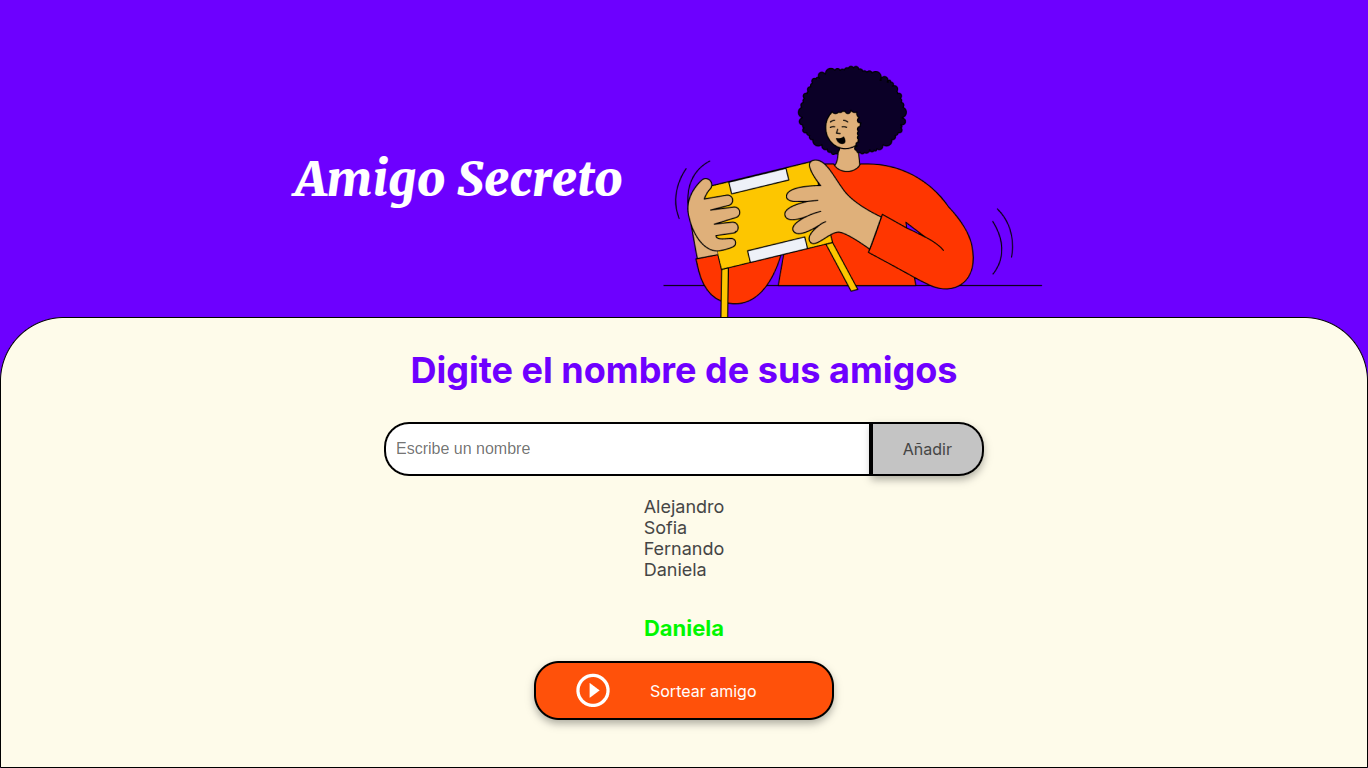 Amigo Secreto
Digite el nombre de sus amigos
Escribe un nombre
Añadir
Alejandro
Sofia
Fernando
Daniela
Daniela
Sortear amigo